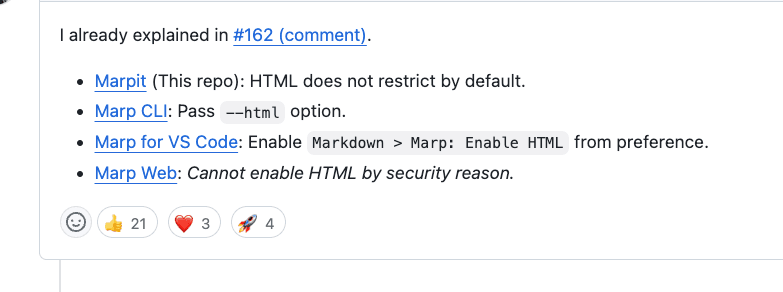 I already explained in #162 (comment).
• Marpit (This repo): HTML does not restrict by default.
• Marp CLI: Pass --html option.
• Marp for VS Code: Enable Markdown > Marp: Enable HTML from preference.
• Marp Web: Cannot enable HTML by security reason.
👍 21 ❤️ 3 🚀 4